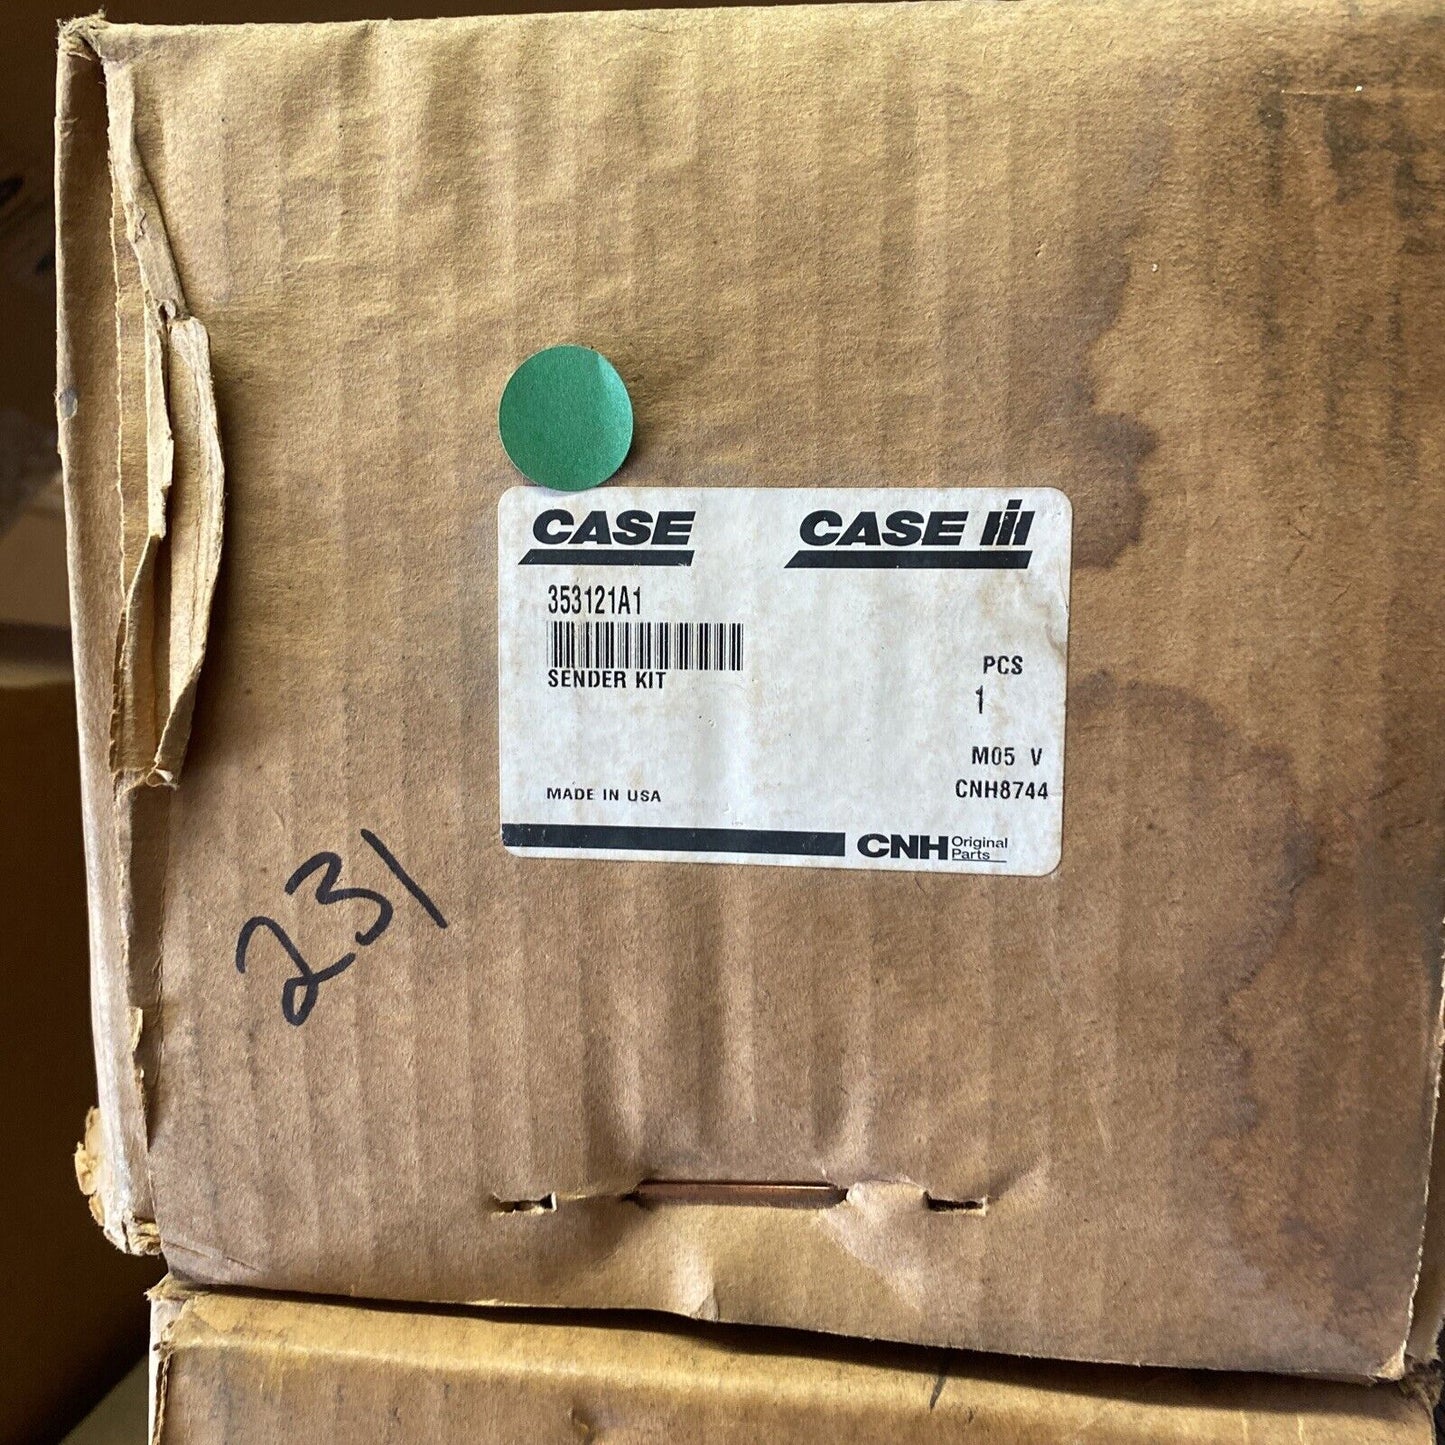 CASE CASE IH
353121A1
SENDER KIT
PCS
1
M05 V
MADE IN USA
CNH8744
CNH Original
Parts
231